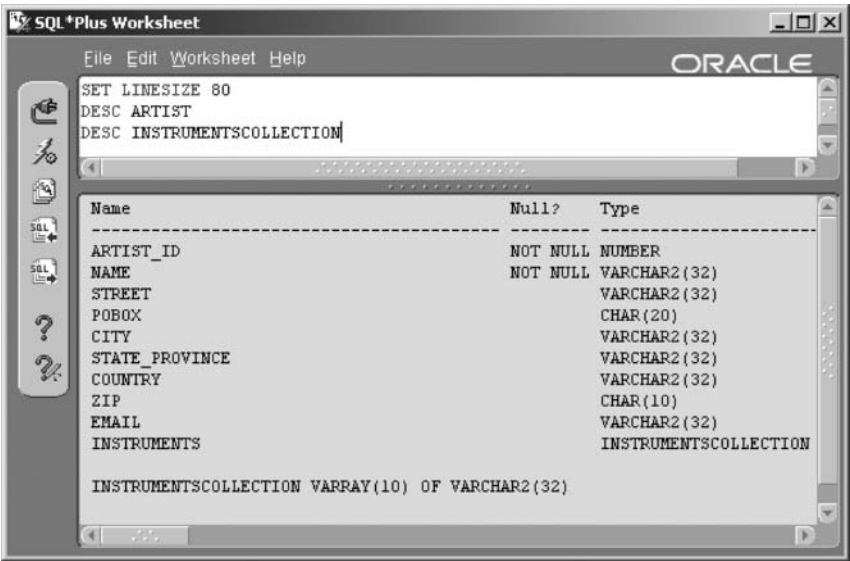 SQL*Plus Worksheet
File Edit Worksheet Help
ORACLE
SET LINESIZE 80
DESC ARTIST
DESC INSTRUMENTSCOLLECTION
Name Null? Type
----------------------------------------- -------- ----------------------
ARTIST_ID NOT NULL NUMBER
NAME NOT NULL VARCHAR2(32)
STREET VARCHAR2(32)
POBOX CHAR(20)
CITY VARCHAR2(32)
STATE_PROVINCE VARCHAR2(32)
COUNTRY VARCHAR2(32)
ZIP CHAR(10)
EMAIL VARCHAR2(32)
INSTRUMENTS INSTRUMENTSCOLLECTION
INSTRUMENTSCOLLECTION VARRAY(10) OF VARCHAR2(32)
SQL
SQL
?
?